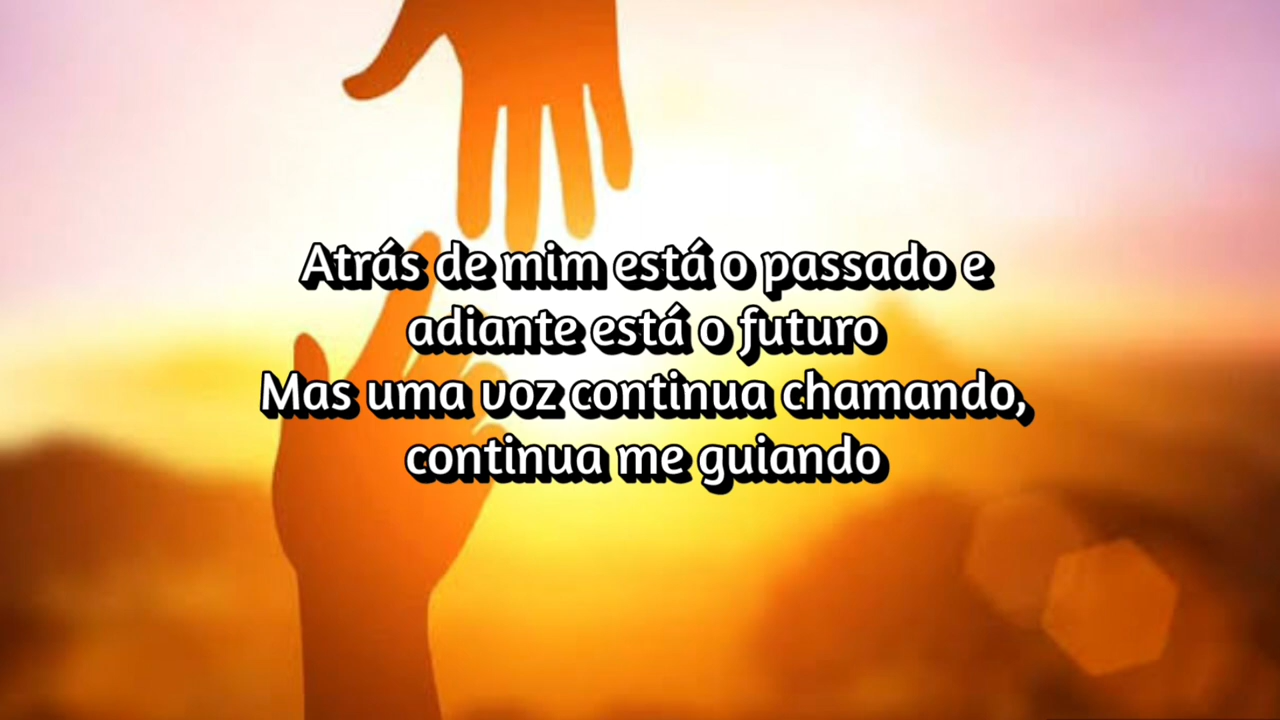 Atrás de mim está o passado e
adiante está o futuro
Mas uma voz continua chamando,
continua me guiando